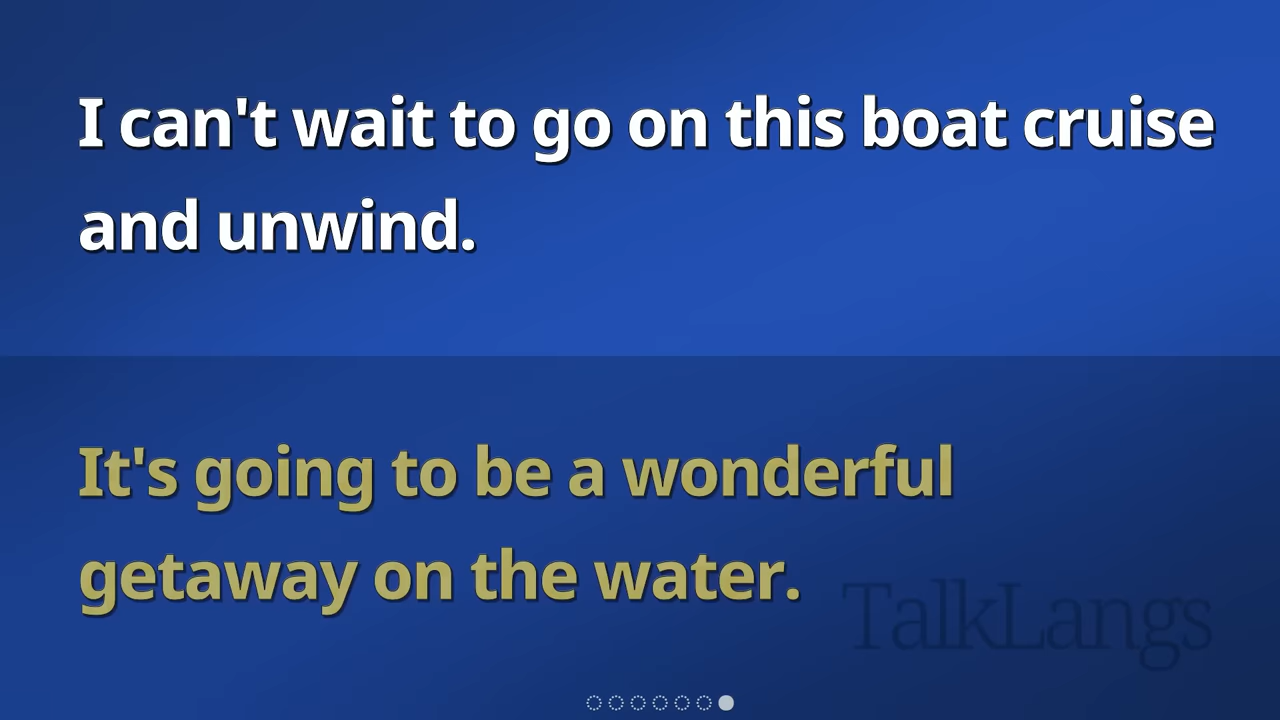 I can't wait to go on this boat cruise
and unwind.
It's going to be a wonderful
getaway on the water.
TalkLangs